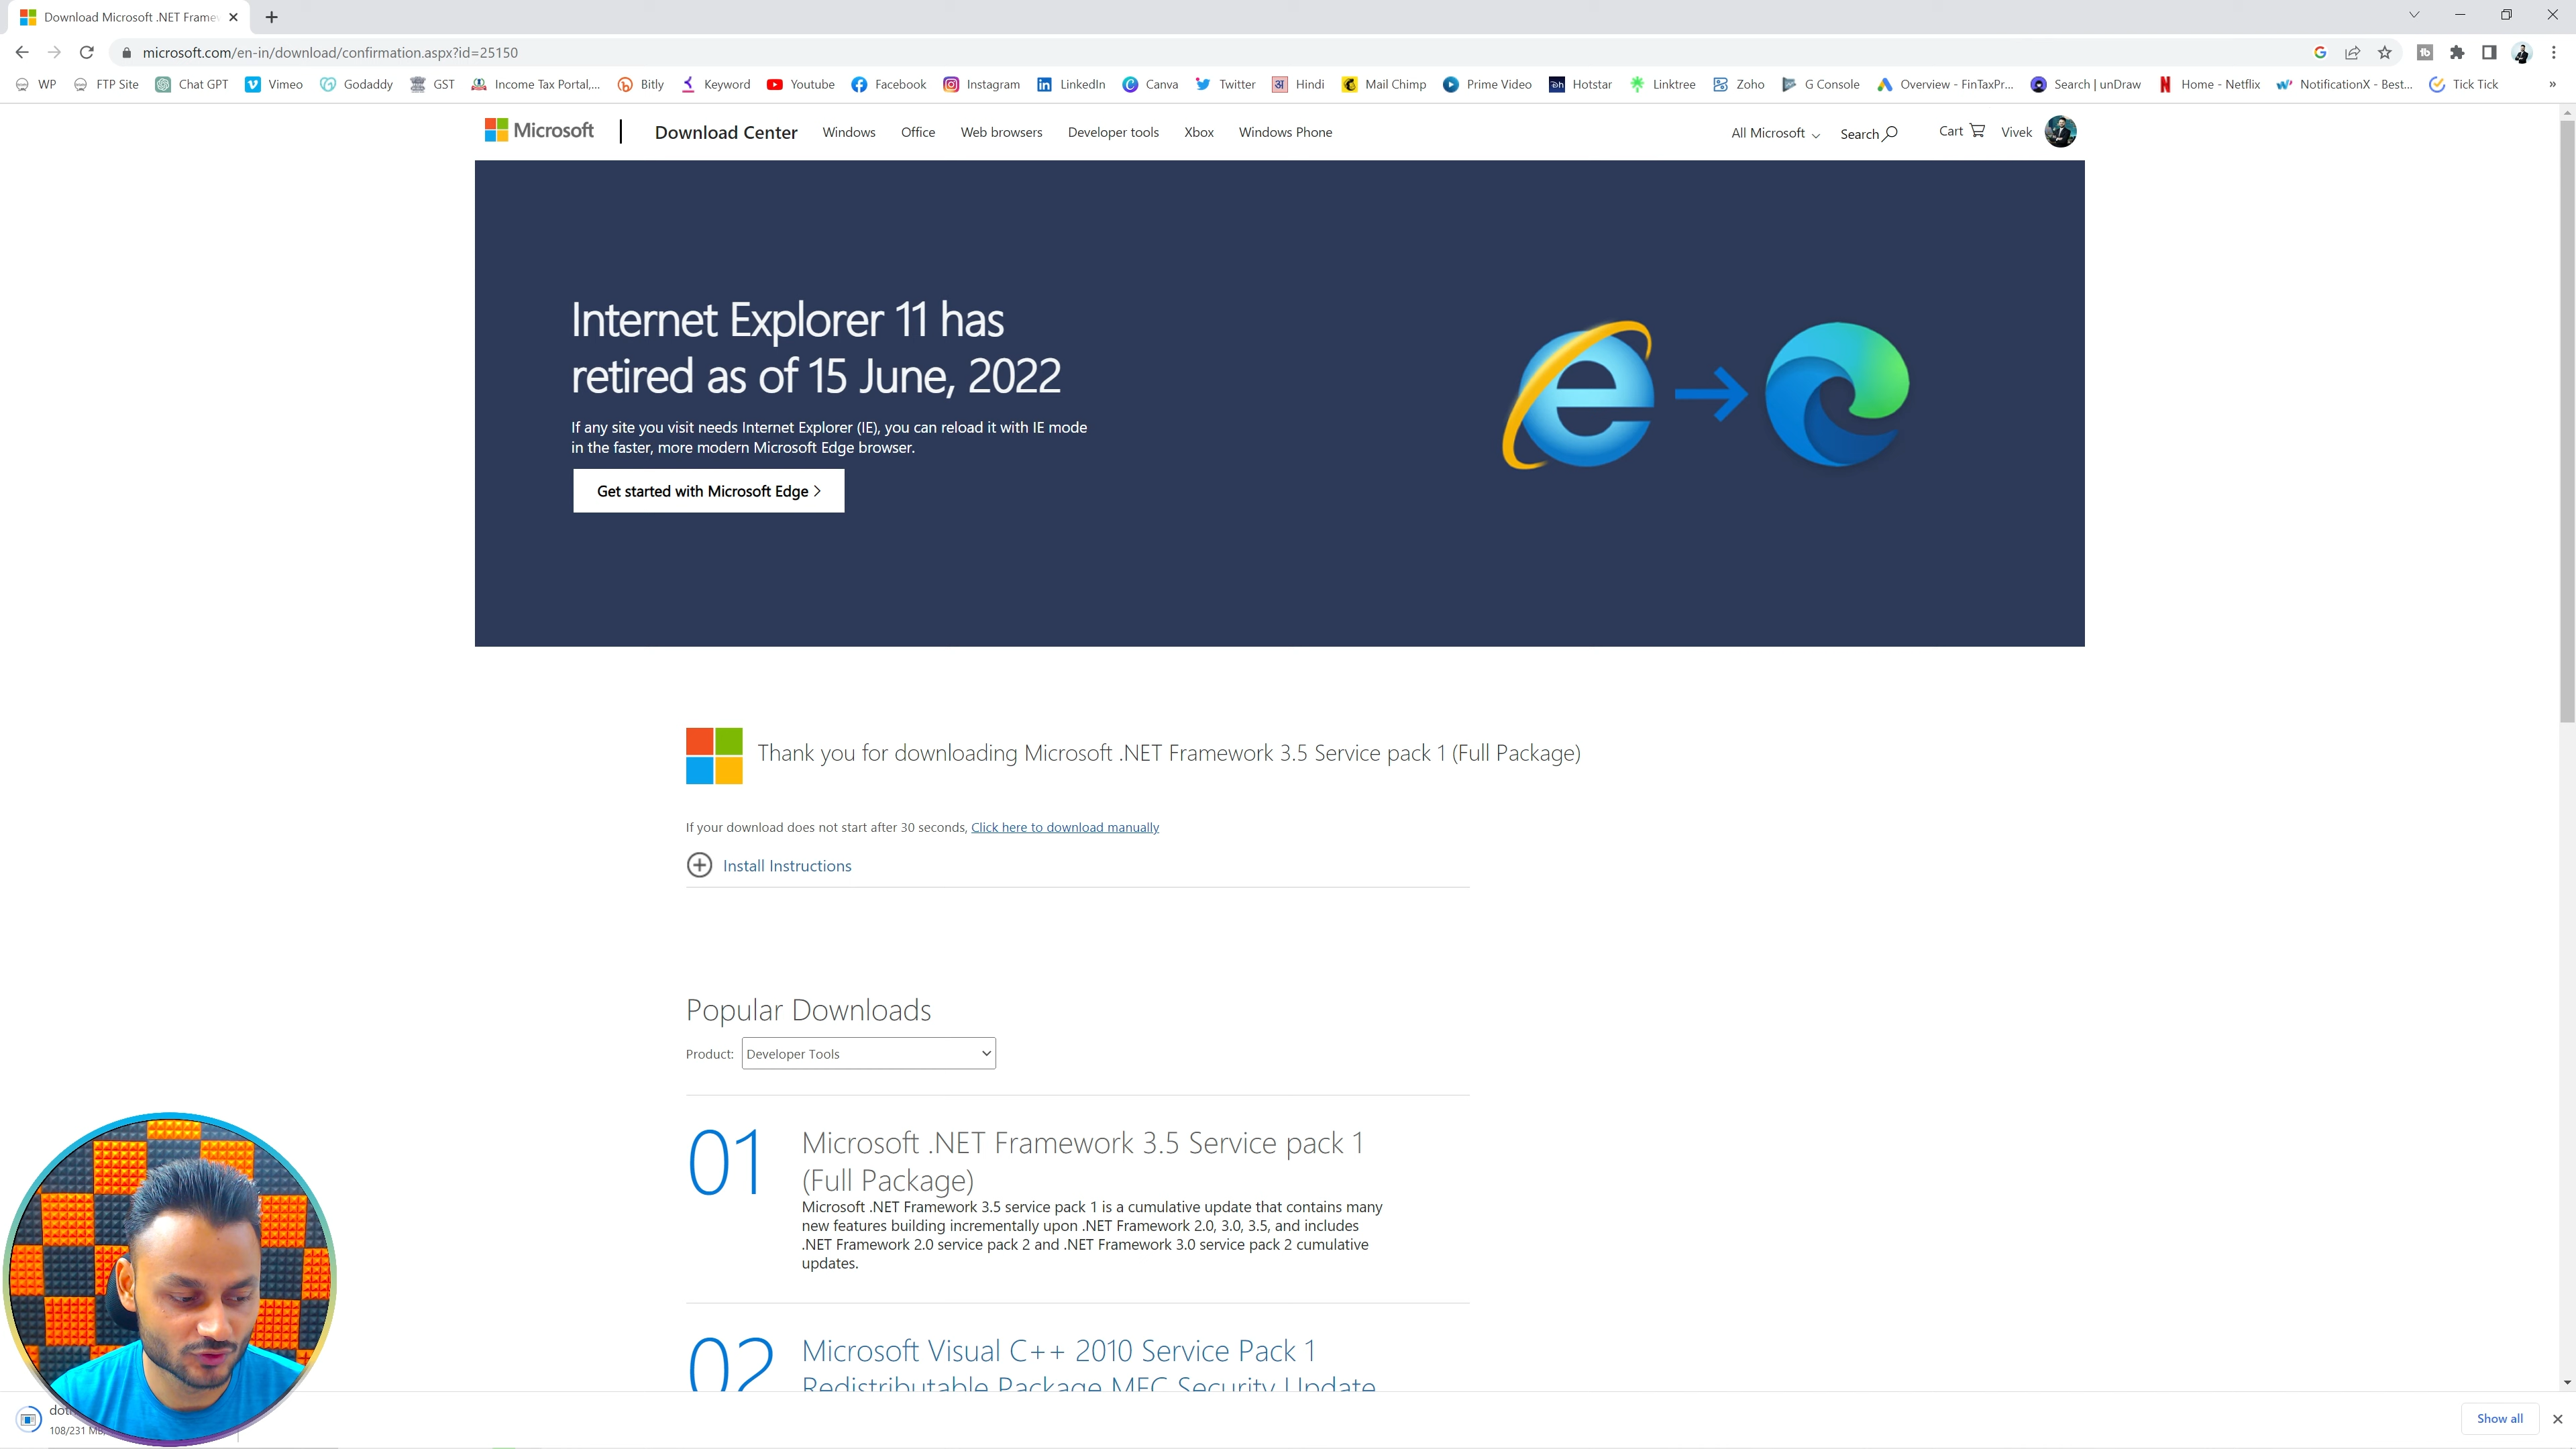 Download Microsoft .NET Framew
microsoft.com/en-in/download/confirmation.aspx?id=25150
WP FTP Site Chat GPT Vimeo Godaddy GST Income Tax Portal,... Bitly Keyword Youtube Facebook Instagram LinkedIn Canva Twitter Hindi Mail Chimp Prime Video Hotstar Linktree Zoho G Console Overview - FinTaxPr... Search | unDraw Home - Netflix NotificationX - Best... Tick Tick »
Microsoft Download Center Windows Office Web browsers Developer tools Xbox Windows Phone All Microsoft Search Cart Vivek
Internet Explorer 11 has
retired as of 15 June, 2022
If any site you visit needs Internet Explorer (IE), you can reload it with IE mode
in the faster, more modern Microsoft Edge browser.
Get started with Microsoft Edge >
Thank you for downloading Microsoft .NET Framework 3.5 Service pack 1 (Full Package)
If your download does not start after 30 seconds, Click here to download manually
Install Instructions
Popular Downloads
Product: Developer Tools
01 Microsoft .NET Framework 3.5 Service pack 1
(Full Package)
Microsoft .NET Framework 3.5 service pack 1 is a cumulative update that contains many
new features building incrementally upon .NET Framework 2.0, 3.0, 3.5, and includes
.NET Framework 2.0 service pack 2 and .NET Framework 3.0 service pack 2 cumulative
updates.
02 Microsoft Visual C++ 2010 Service Pack 1
Redistributable Package MFC Security Update
108/231 MB
Show all